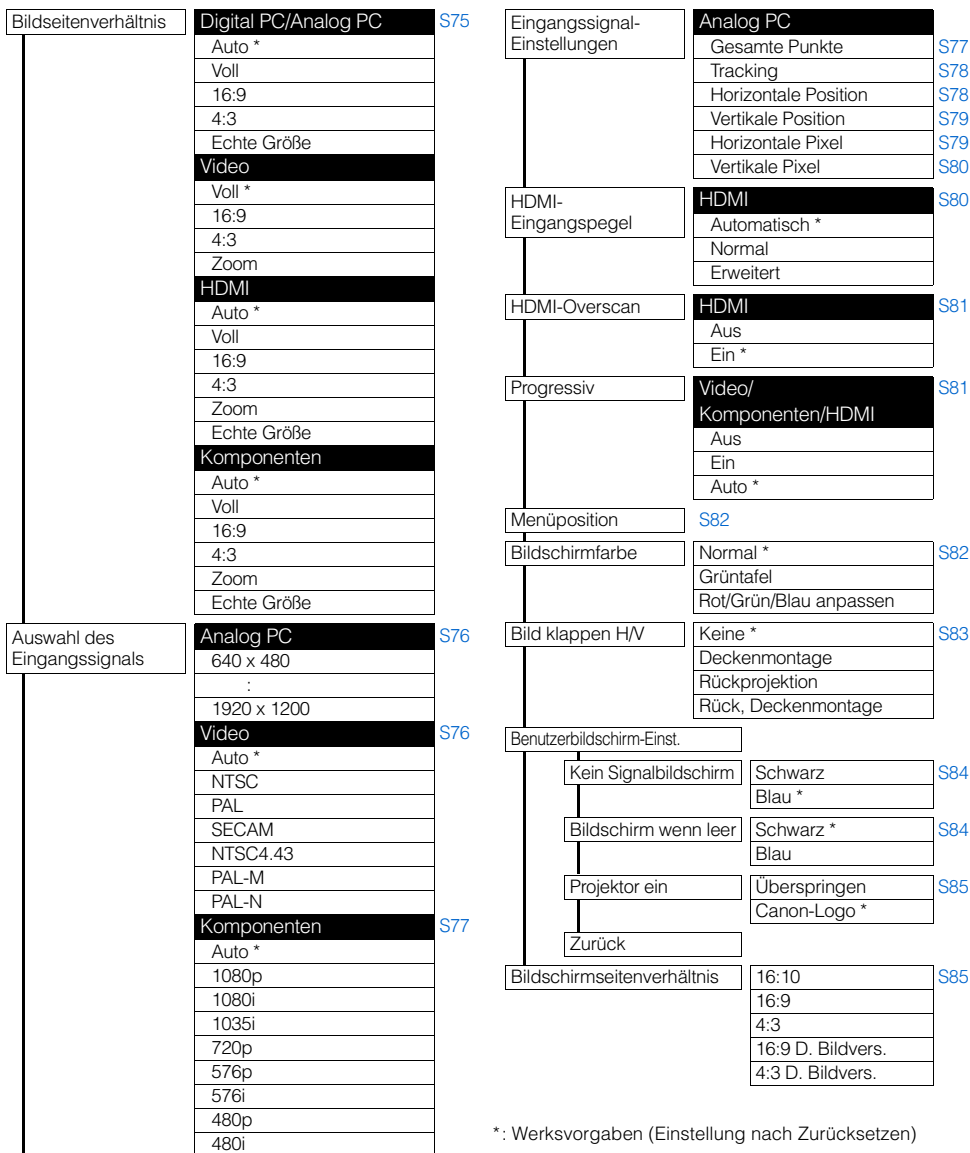 Bildseitenverhältnis
Digital PC/Analog PC S75
Auto *
Voll
16:9
4:3
Echte Größe
Video
Voll *
16:9
4:3
Zoom
HDMI
Auto *
Voll
16:9
4:3
Zoom
Echte Größe
Komponenten
Auto *
Voll
16:9
4:3
Zoom
Echte Größe
Auswahl des
Eingangssignals
Analog PC S76
640 x 480
:
1920 x 1200
Video S76
Auto *
NTSC
PAL
SECAM
NTSC4.43
PAL-M
PAL-N
Komponenten S77
Auto *
1080p
1080i
1035i
720p
576p
576i
480p
480i
Eingangssignal-
Einstellungen
Analog PC
Gesamte Punkte S77
Tracking S78
Horizontale Position S78
Vertikale Position S79
Horizontale Pixel S79
Vertikale Pixel S80
HDMI-
Eingangspegel
HDMI S80
Automatisch *
Normal
Erweitert
HDMI-Overscan
HDMI S81
Aus
Ein *
Progressiv
Video/ S81
Komponenten/HDMI
Aus
Ein
Auto *
Menüposition S82
Bildschirmfarbe
Normal * S82
Grüntafel
Rot/Grün/Blau anpassen
Bild klappen H/V
Keine * S83
Deckenmontage
Rückprojektion
Rück, Deckenmontage
Benutzerbildschirm-Einst.
Kein Signalbildschirm
Schwarz S84
Blau *
Bildschirm wenn leer
Schwarz * S84
Blau
Projektor ein
Überspringen S85
Canon-Logo *
Zurück
Bildschirmseitenverhältnis
16:10 S85
16:9
4:3
16:9 D. Bildvers.
4:3 D. Bildvers.
*: Werksvorgaben (Einstellung nach Zurücksetzen)